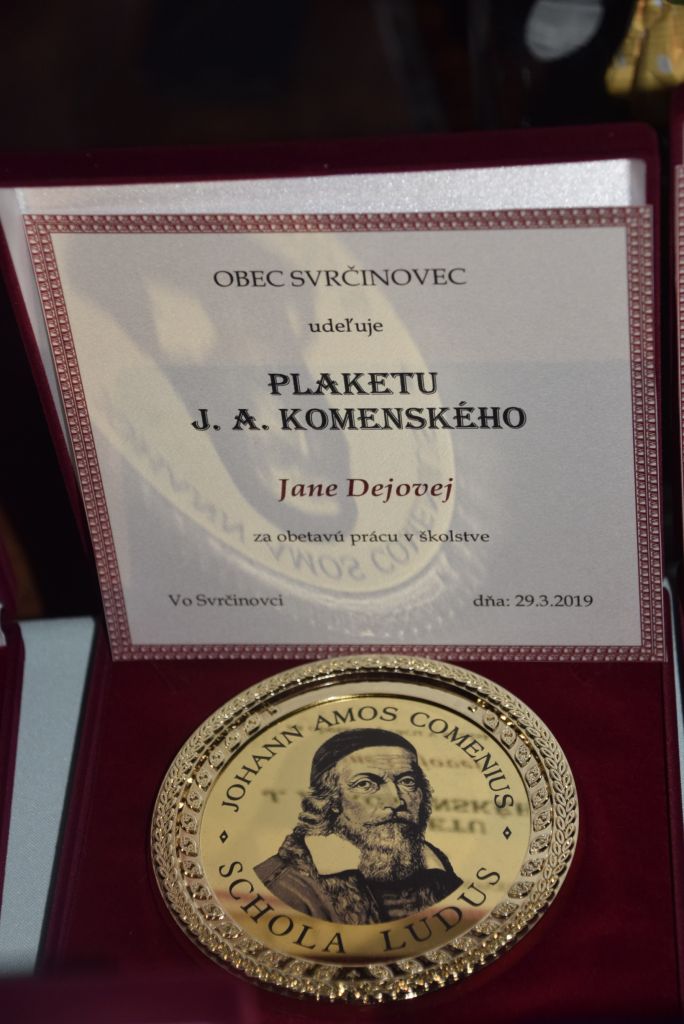 OBEC SVRČINOVEC
udeľuje
PLAKETU
J. A. KOMENSKÉHO
Jane Dejovej
za obetavú prácu v školstve
Vo Svrčinovci
dňa: 29.3.2019
JOHANN AMOS COMENIUS
SCHOLA LUDUS